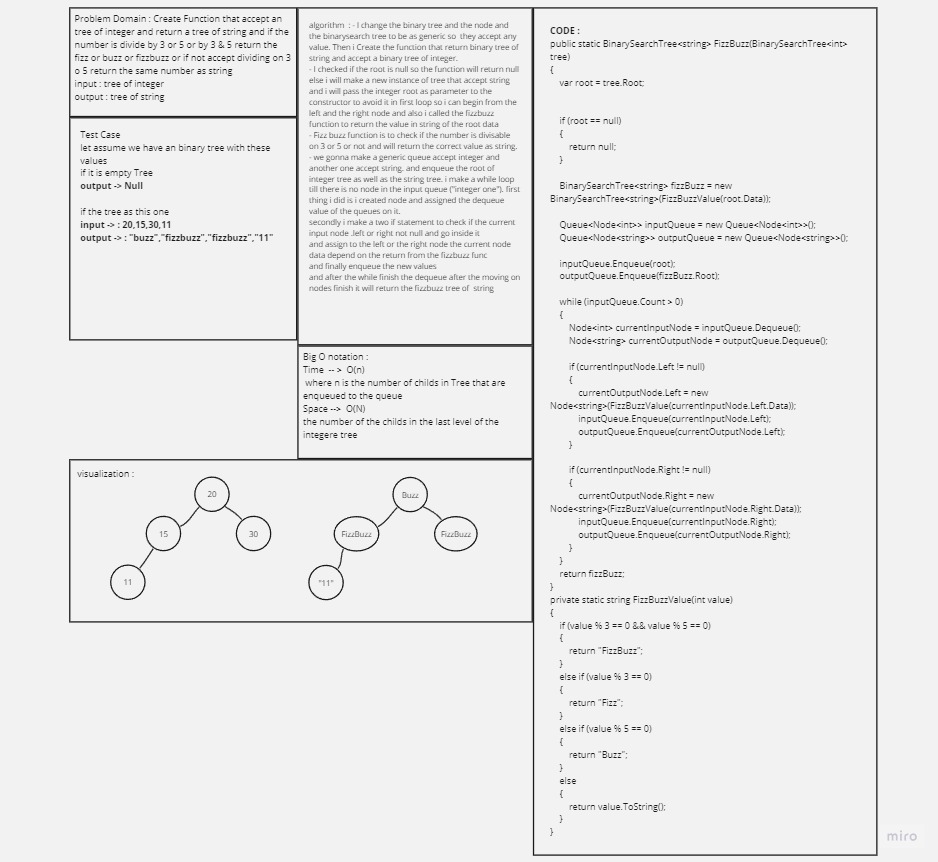 Problem Domain : Create Function that accept an
tree of integer and return a tree of string and if the
number is divide by 3 or 5 or by 3 & 5 return the
fizz or buzz or fizzbuzz or if not accept dividing on 3
o 5 return the same number as string
input : tree of integer
output : tree of string
Test Case
let assume we have an binary tree with these
values
if it is empty Tree
output -> Null
if the tree as this one
input -> : 20,15,30,11
output -> : "buzz","fizzbuzz","fizzbuzz","11"
algorithm : - I change the binary tree and the node and
the binarysearch tree to be as generic so they accept any
value. Then i Create the function that return binary tree of
string and accept a binary tree of integer.
- I checked if the root is null so the function will return null
else i will make a new instance of tree that accept string
and i will pass the integer root as parameter to the
constructor to avoid it in first loop so i can begin from the
left and the right node and also i called the fizzbuzz
function to return the value in string of the root data
- Fizz buzz function is to check if the number is divisable
on 3 or 5 or not and will return the correct value as string.
- we gonna make a generic queue accept integer and
another one accept string. and enqueue the root of
integer tree as well as the string tree. i make a while loop
till there is no node in the input queue ("integer one"). first
thing i did is i created node and assigned the dequeue
value of the queues on it.
secondly i make a two if statement to check if the current
input node .left or right not null and go inside it
and assign to the left or the right node the current node
data depend on the return from the fizzbuzz func
and finally enqueue the new values
and after the while finish the dequeue after the moving on
nodes finish it will return the fizzbuzz tree of string
Big O notation :
Time -- > O(n)
where n is the number of childs in Tree that are
enqueued to the queue
Space --> O(N)
the number of the childs in the last level of the
integere tree
visualization :
20
15
30
11
Buzz
FizzBuzz
FizzBuzz
"11"
CODE :
public static BinarySearchTree<string> FizzBuzz(BinarySearchTree<int>
tree)
{
var root = tree.Root;
if (root == null)
{
return null;
}
BinarySearchTree<string> fizzBuzz = new
BinarySearchTree<string>(FizzBuzzValue(root.Data));
Queue<Node<int>> inputQueue = new Queue<Node<int>>();
Queue<Node<string>> outputQueue = new Queue<Node<string>>();
inputQueue.Enqueue(root);
outputQueue.Enqueue(fizzBuzz.Root);
while (inputQueue.Count > 0)
{
Node<int> currentInputNode = inputQueue.Dequeue();
Node<string> currentOutputNode = outputQueue.Dequeue();
if (currentInputNode.Left != null)
{
currentOutputNode.Left = new
Node<string>(FizzBuzzValue(currentInputNode.Left.Data));
inputQueue.Enqueue(currentInputNode.Left);
outputQueue.Enqueue(currentOutputNode.Left);
}
if (currentInputNode.Right != null)
{
currentOutputNode.Right = new
Node<string>(FizzBuzzValue(currentInputNode.Right.Data));
inputQueue.Enqueue(currentInputNode.Right);
outputQueue.Enqueue(currentOutputNode.Right);
}
}
return fizzBuzz;
}
private static string FizzBuzzValue(int value)
{
if (value % 3 == 0 && value % 5 == 0)
{
return "FizzBuzz";
}
else if (value % 3 == 0)
{
return "Fizz";
}
else if (value % 5 == 0)
{
return "Buzz";
}
else
{
return value.ToString();
}
}
miro